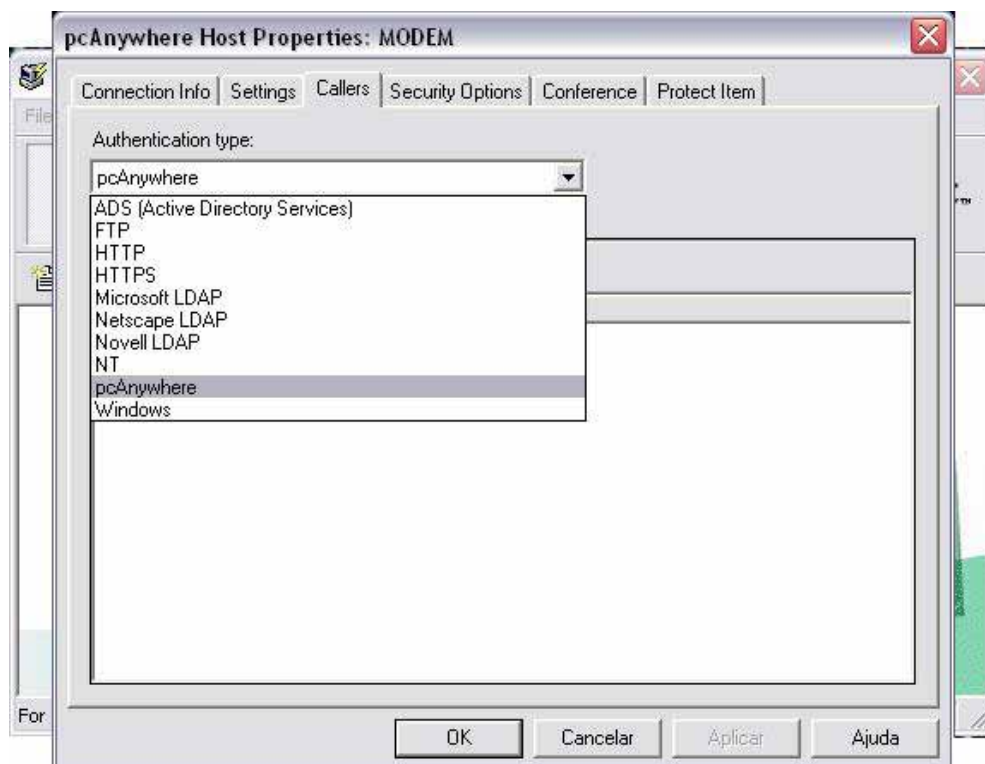 pcAnywhere Host Properties: MODEM
File
Connection Info Settings Callers Security Options Conference Protect Item
Authentication type:
pcAnywhere
ADS (Active Directory Services)
FTP
HTTP
HTTPS
Microsoft LDAP
Netscape LDAP
Novell LDAP
NT
pcAnywhere
Windows
For
OK Cancelar Aplicar Ajuda